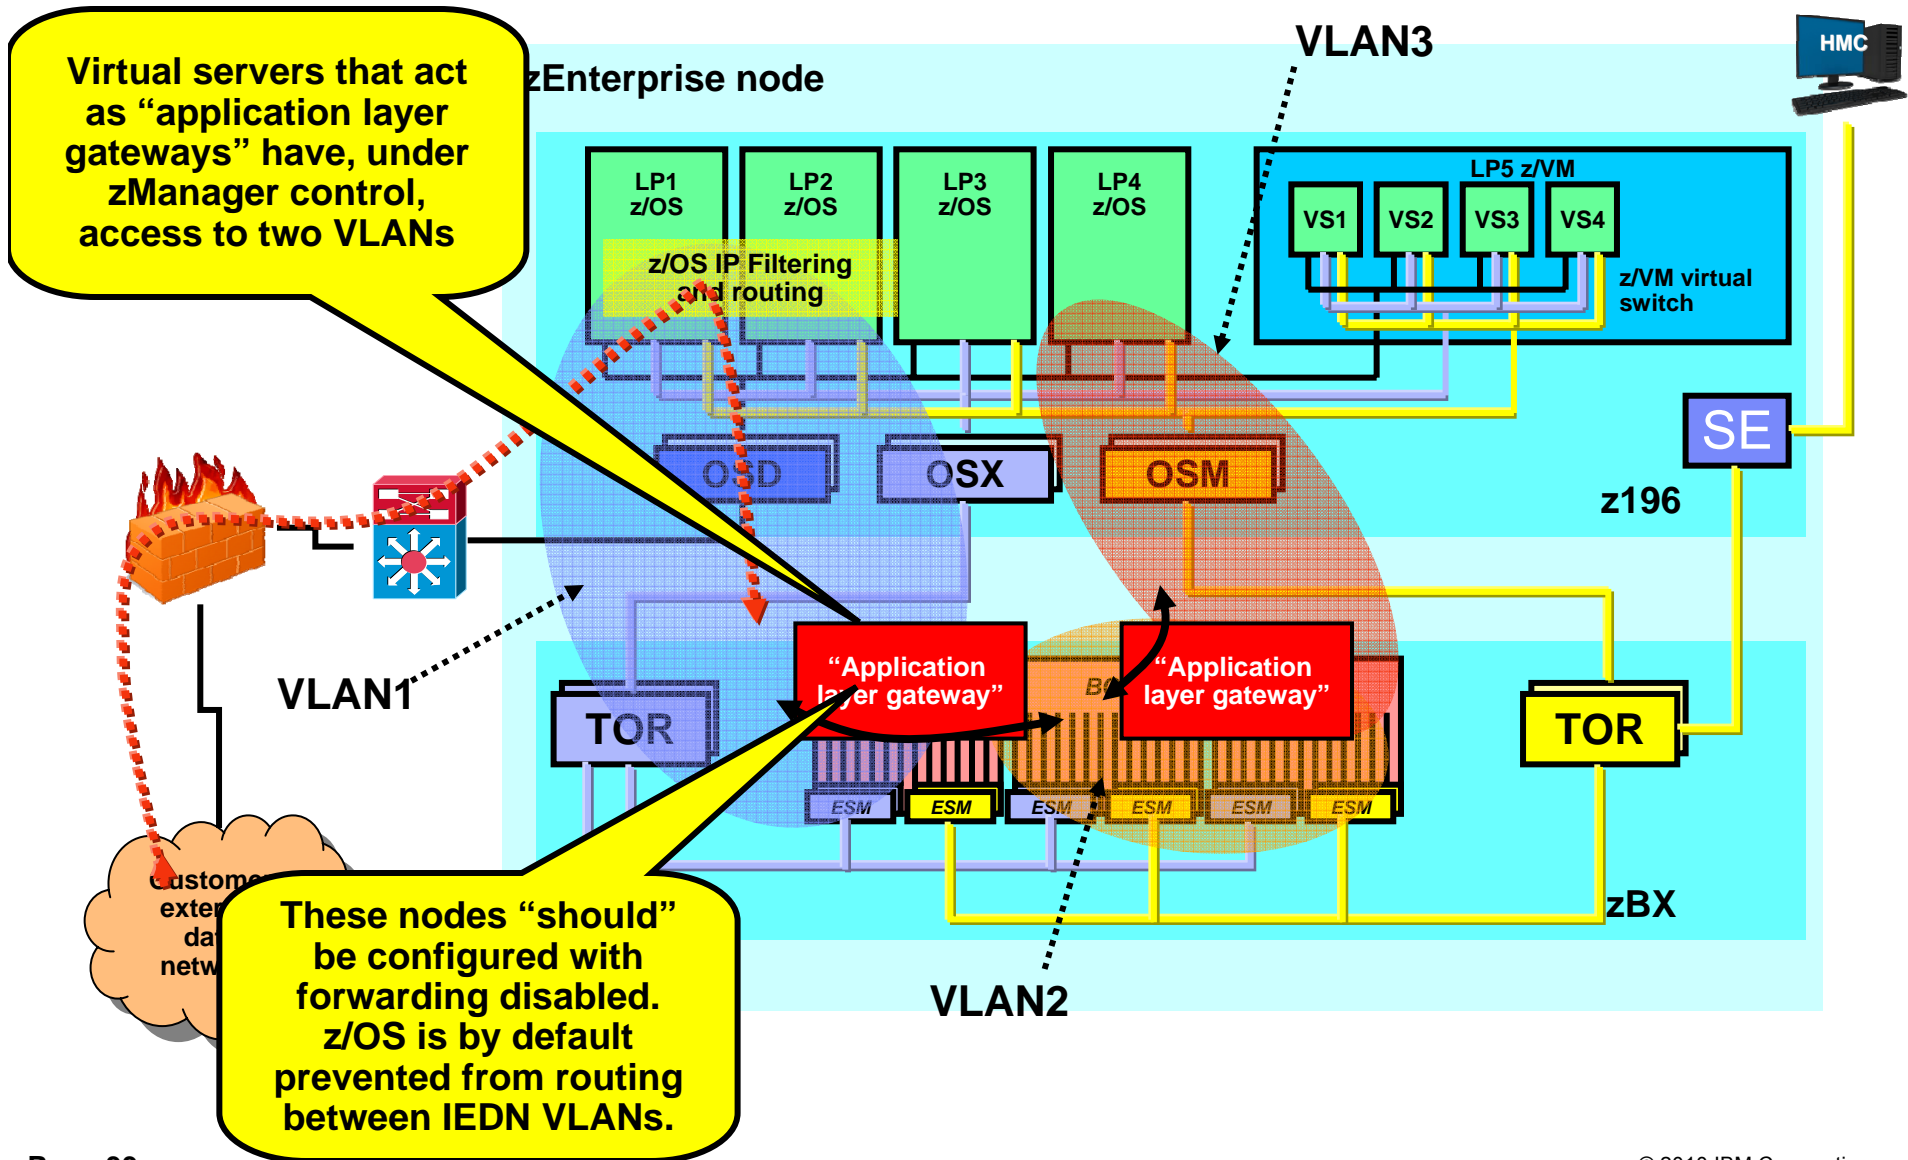 Virtual servers that act
as “application layer
gateways” have, under
zManager control,
access to two VLANs
zEnterprise node
VLAN3
HMC
LP1
z/OS
LP2
z/OS
LP3
z/OS
LP4
z/OS
LP5 z/VM
VS1
VS2
VS3
VS4
z/VM virtual
switch
z/OS IP Filtering
and routing
OSD
OSX
OSM
SE
z196
VLAN1
“Application
layer gateway”
“Application
layer gateway”
TOR
TOR
ESM
ESM
ESM
ESM
ESM
ESM
zBX
VLAN2
Customer
These nodes “should”
be configured with
forwarding disabled.
z/OS is by default
prevented from routing
between IEDN VLANs.